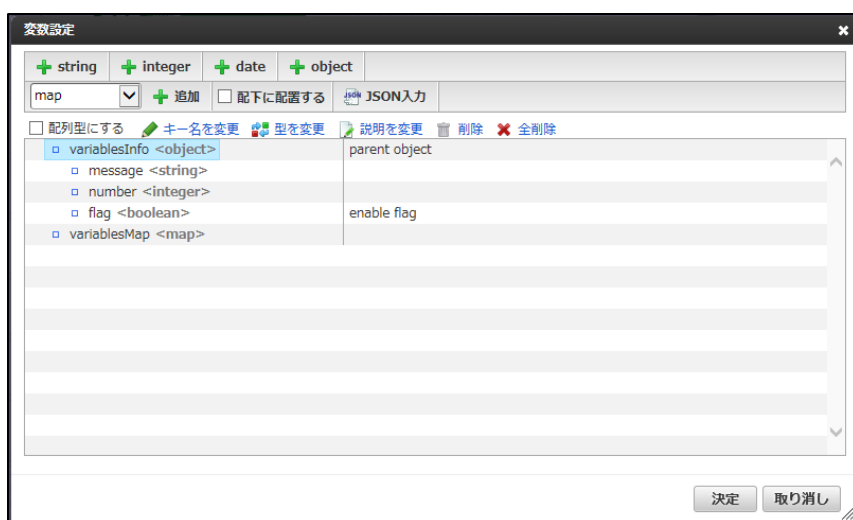 変数設定
string integer date object
map 追加 配下に配置する JSON入力
配列型にする キー名を変更 型を変更 説明を変更 削除 全削除
variablesInfo <object> parent object
message <string>
number <integer>
flag <boolean> enable flag
variablesMap <map>
決定 取り消し